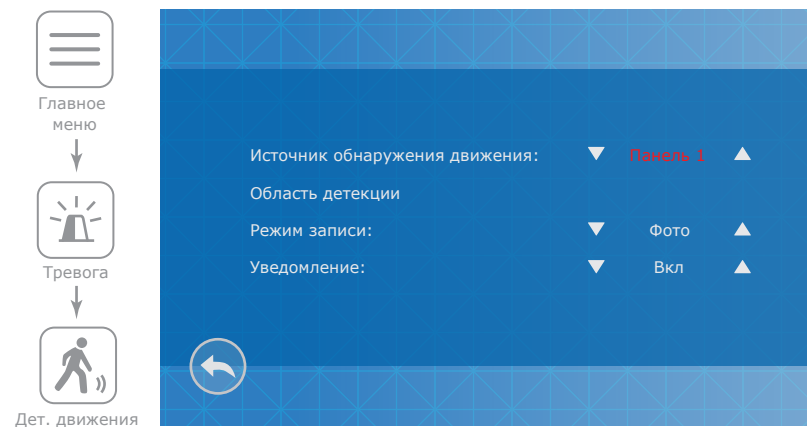 Главное
меню
Тревога
Дет. движения
Источник обнаружения движения: Панель 1
Область детекции
Режим записи: Фото
Уведомление: Вкл